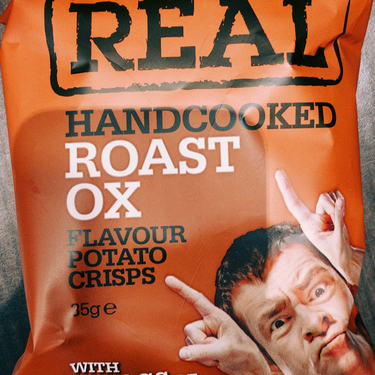 REAL
HANDCOOKED
ROAST
OX
FLAVOUR
POTATO
CRISPS
35g e
WITH